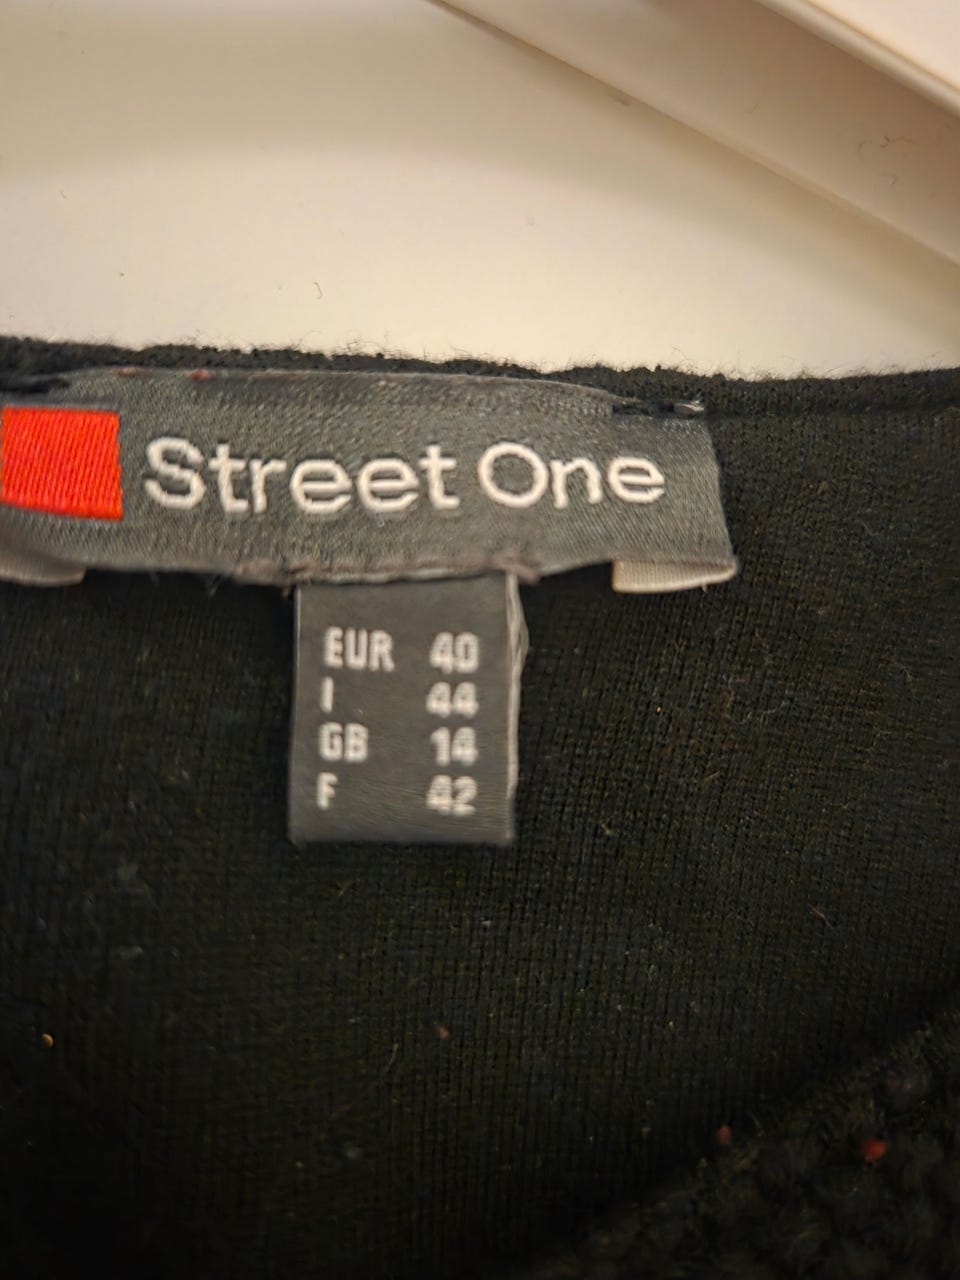 Street One
EUR 40
I 44
GB 14
F 42